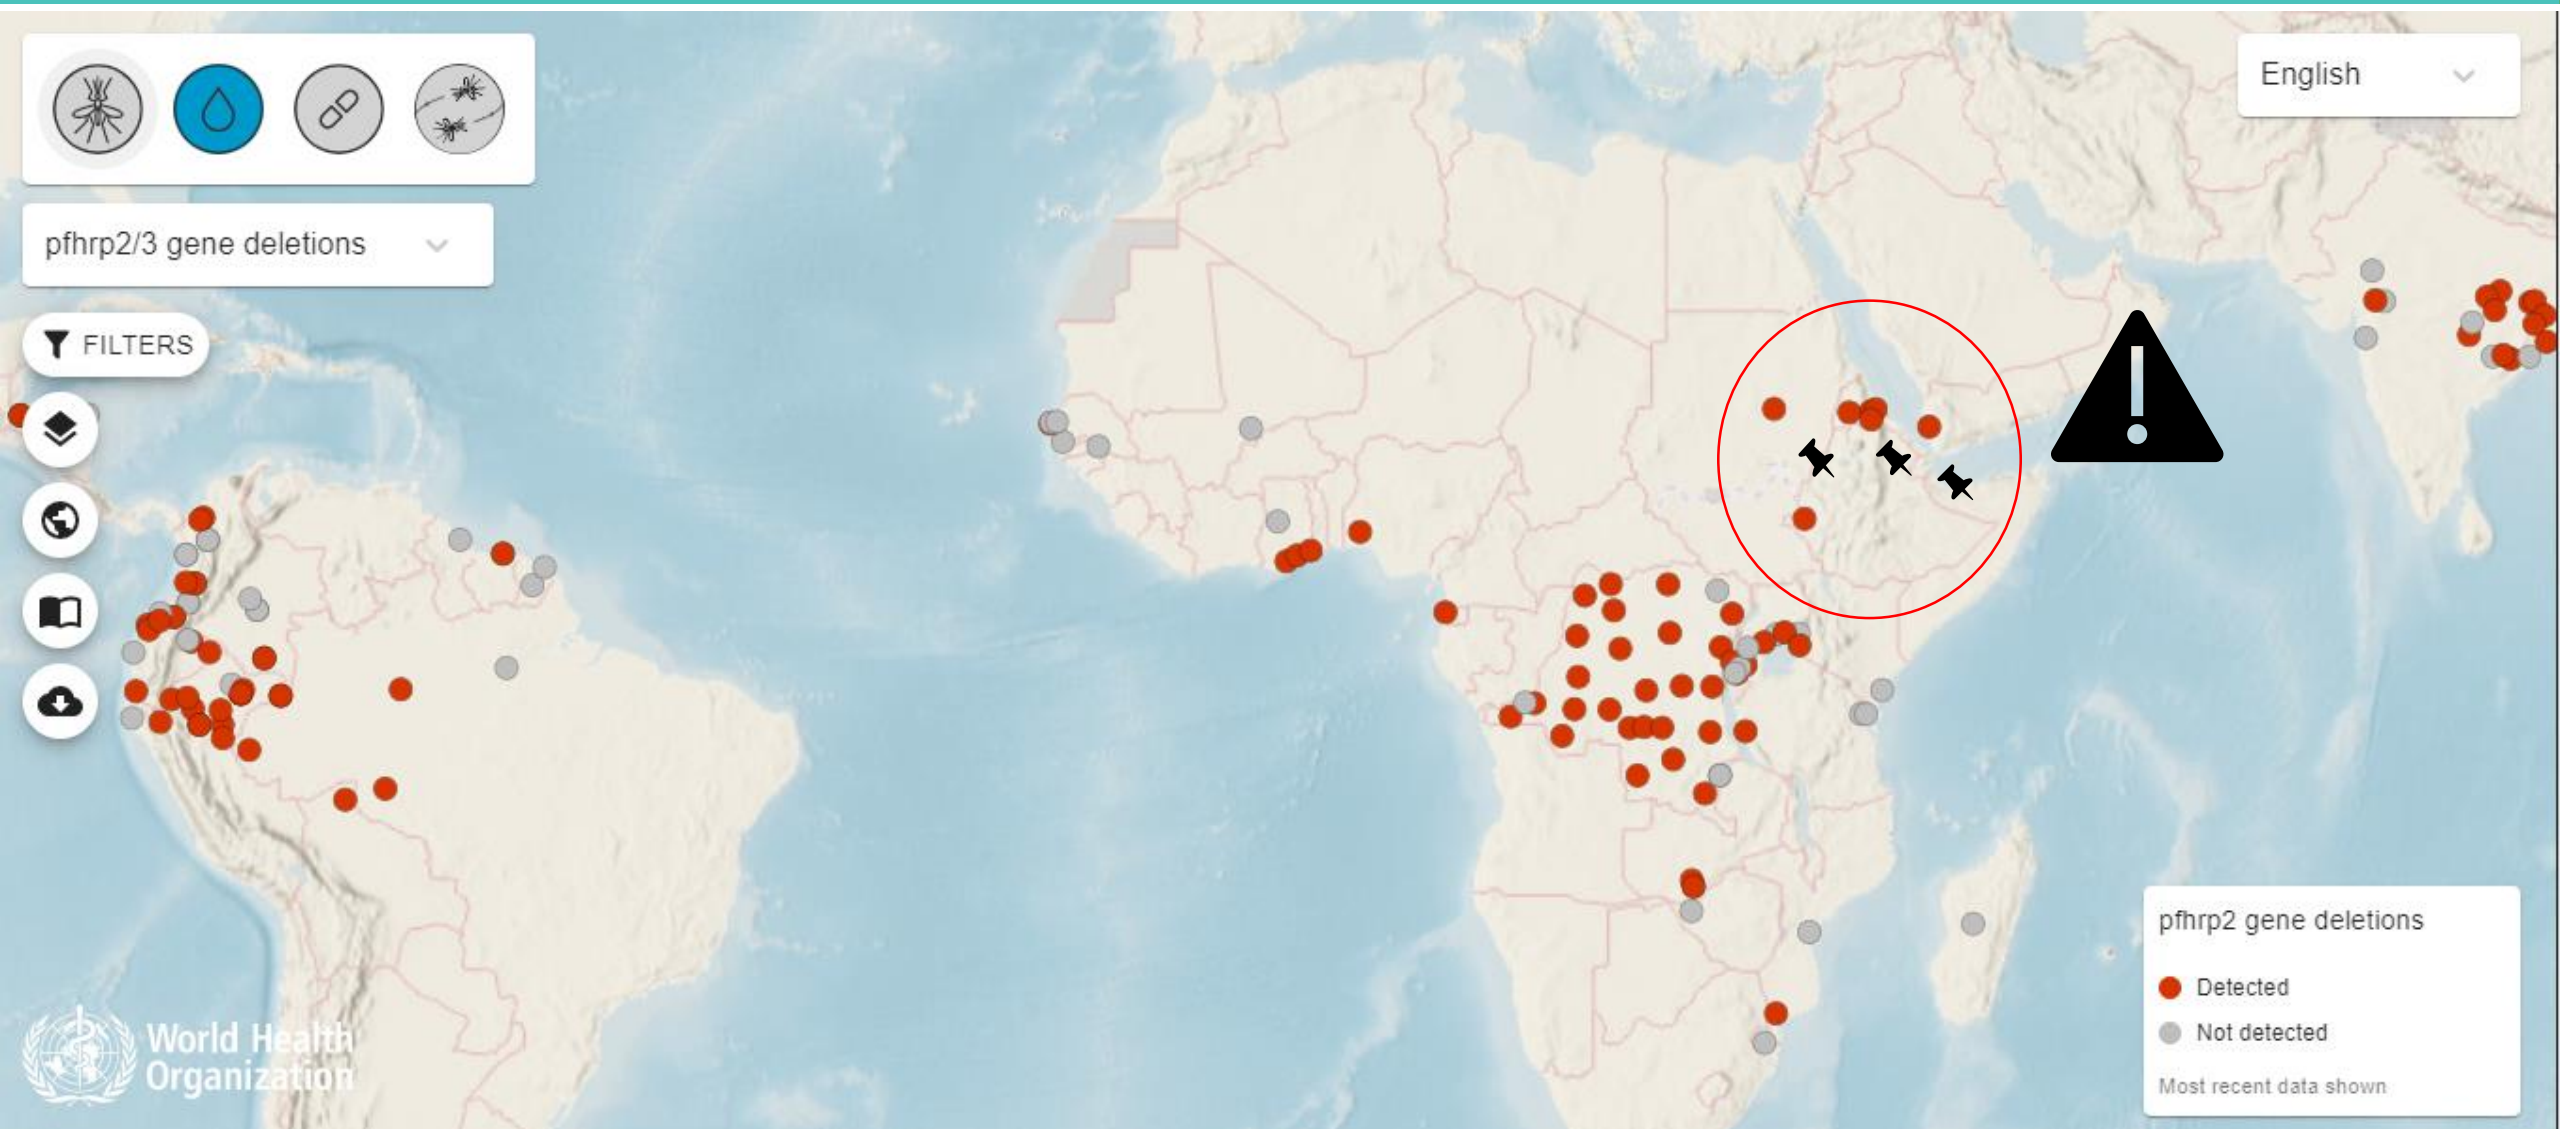 English
pfhrp2/3 gene deletions
FILTERS
pfhrp2 gene deletions
Detected
Not detected
Most recent data shown
World Health
Organization